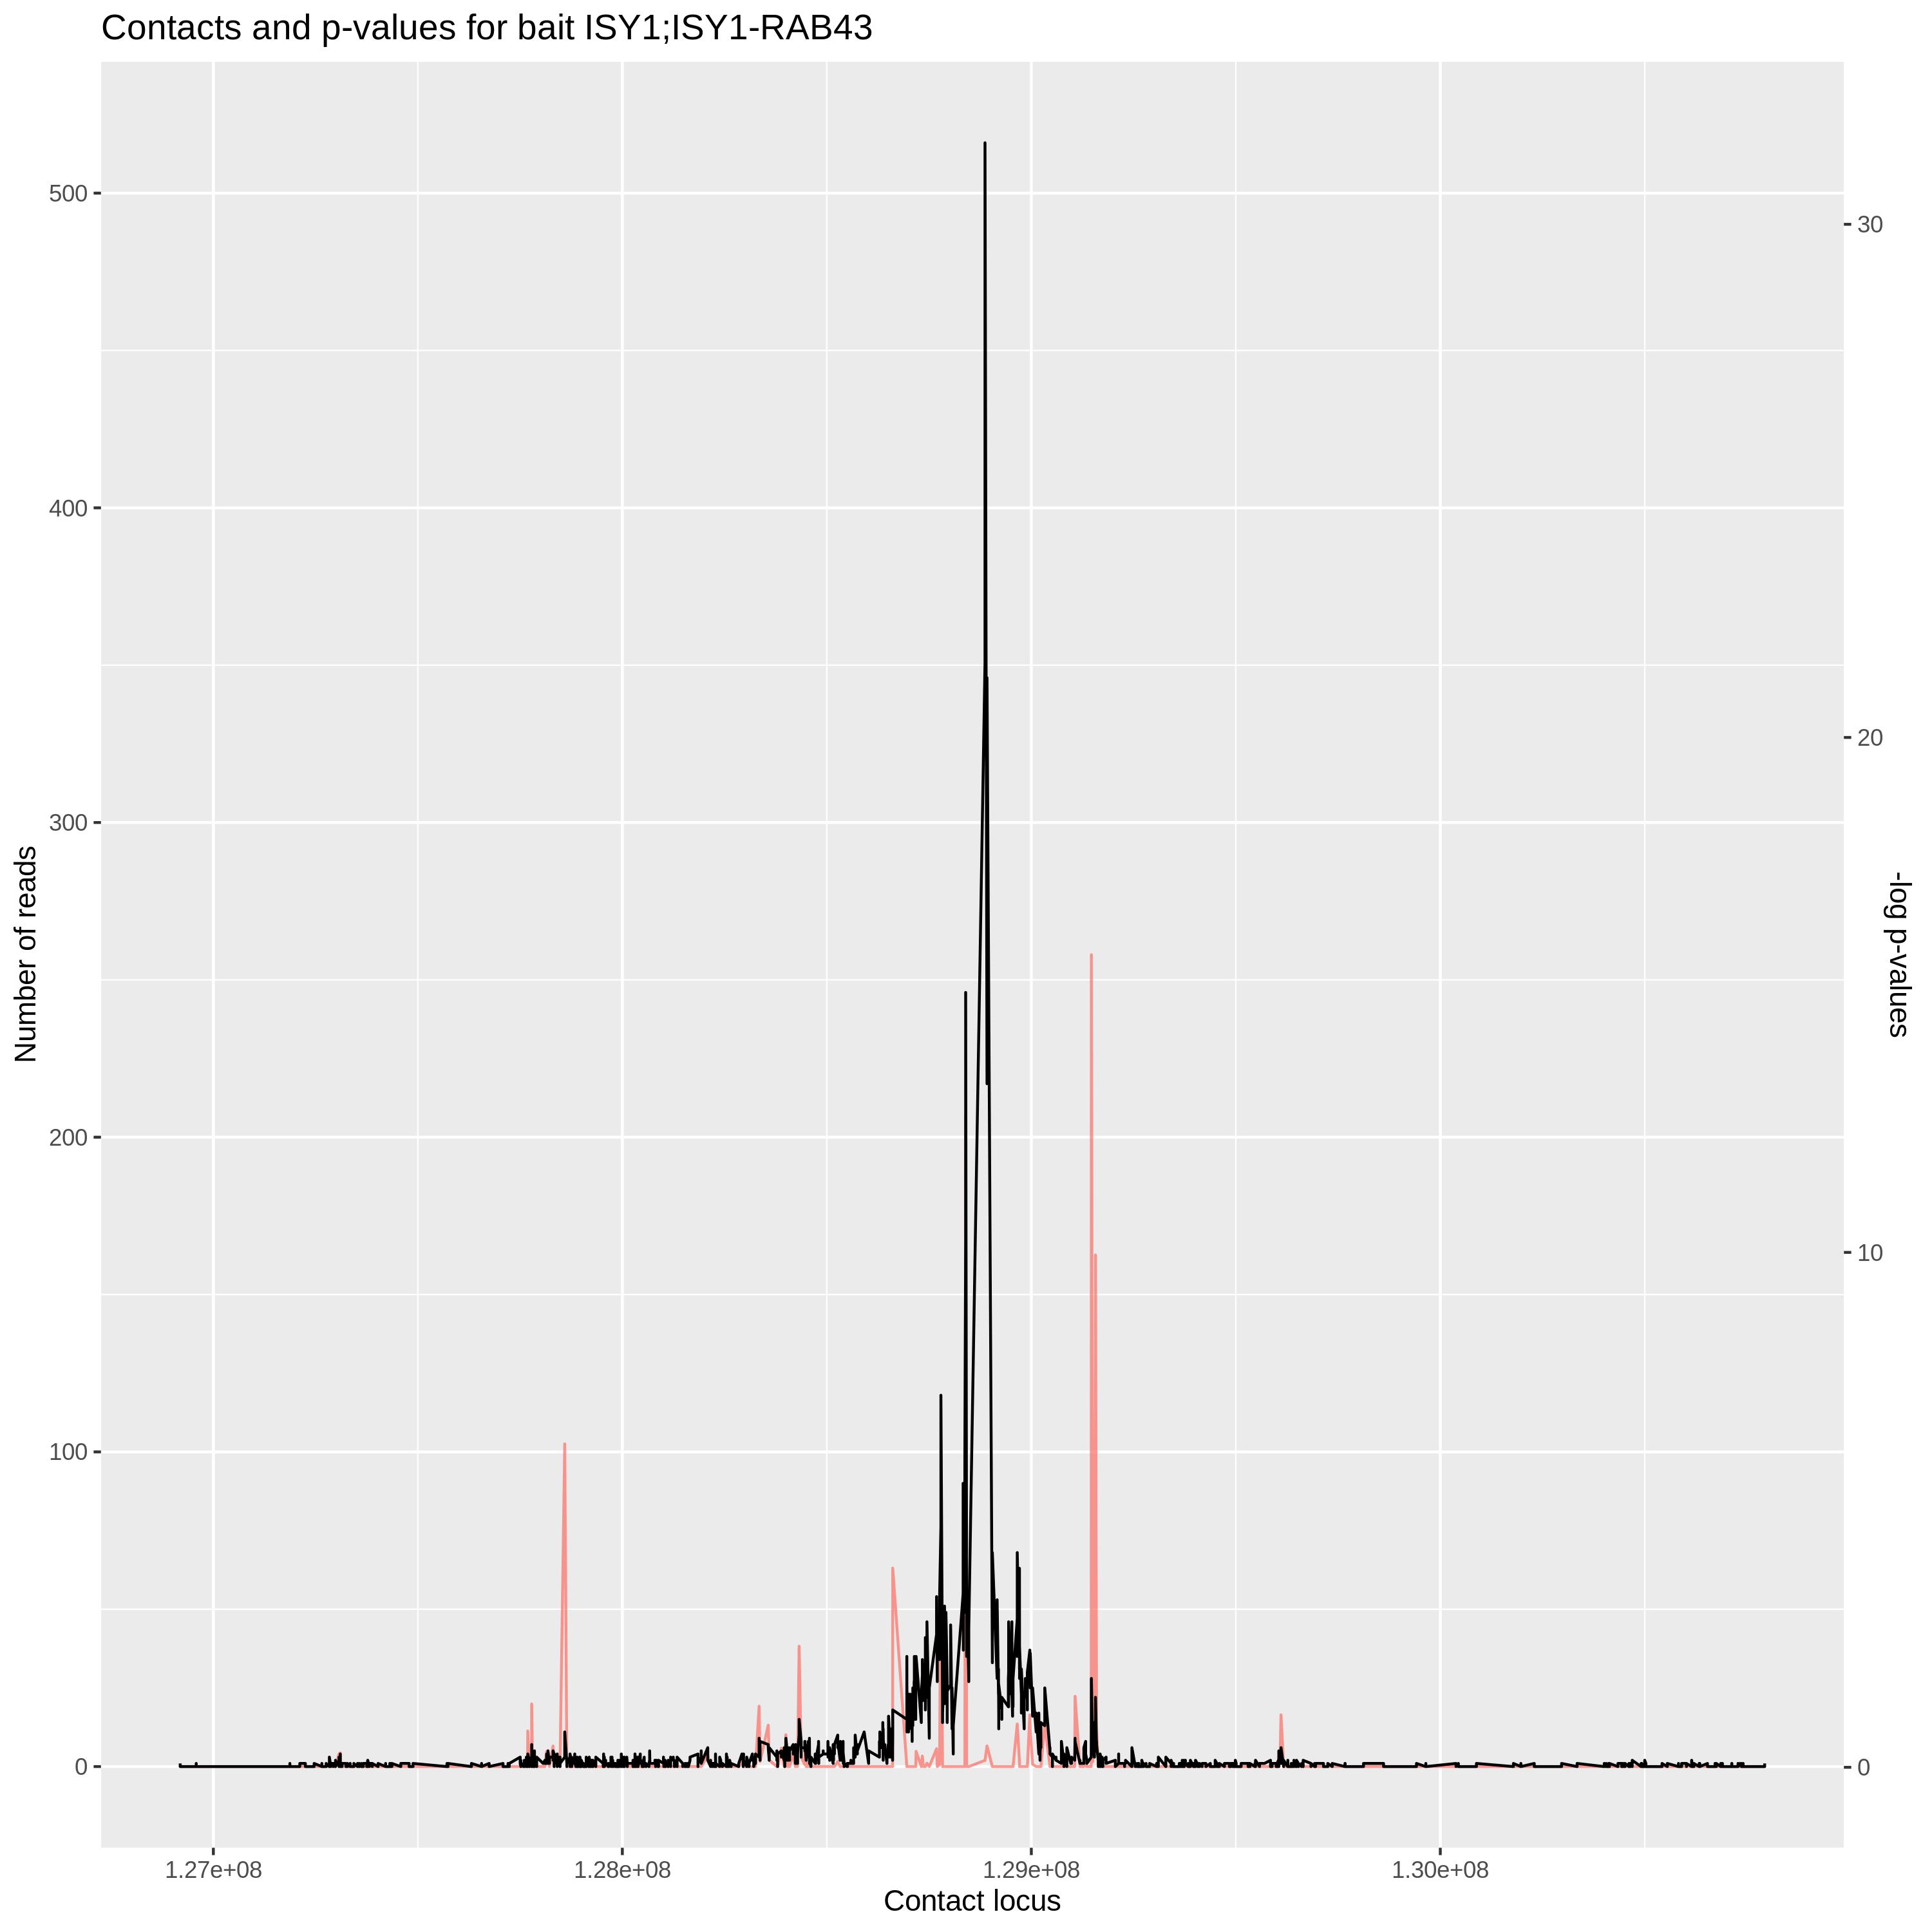 Contacts and p-values for bait ISY1;ISY1-RAB43
500
400
300
200
100
0
Number of reads
30
20
10
0
-log p-values
1.27e+08
1.28e+08
1.29e+08
1.30e+08
Contact locus